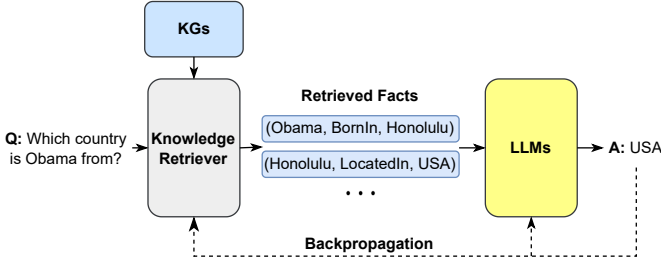 KGs
Retrieved Facts
Q: Which country
is Obama from?
Knowledge
Retriever
(Obama, BornIn, Honolulu)
(Honolulu, LocatedIn, USA)
...
LLMs
A: USA
Backpropagation